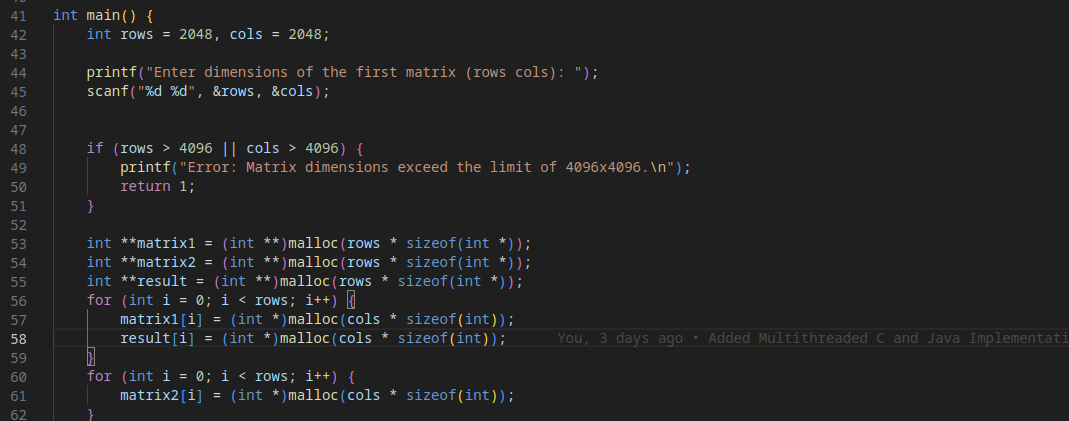 41 int main() {
42 int rows = 2048, cols = 2048;
43
44 printf("Enter dimensions of the first matrix (rows cols): ");
45 scanf("%d %d", &rows, &cols);
46
47
48 if (rows > 4096 || cols > 4096) {
49 printf("Error: Matrix dimensions exceed the limit of 4096x4096.\n");
50 return 1;
51 }
52
53 int **matrix1 = (int **)malloc(rows * sizeof(int *));
54 int **matrix2 = (int **)malloc(rows * sizeof(int *));
55 int **result = (int **)malloc(rows * sizeof(int *));
56 for (int i = 0; i < rows; i++) {
57 matrix1[i] = (int *)malloc(cols * sizeof(int));
58 result[i] = (int *)malloc(cols * sizeof(int)); You, 3 days ago • Added Multithreaded C and Java Implementati
59 }
60 for (int i = 0; i < rows; i++) {
61 matrix2[i] = (int *)malloc(cols * sizeof(int));
62 }